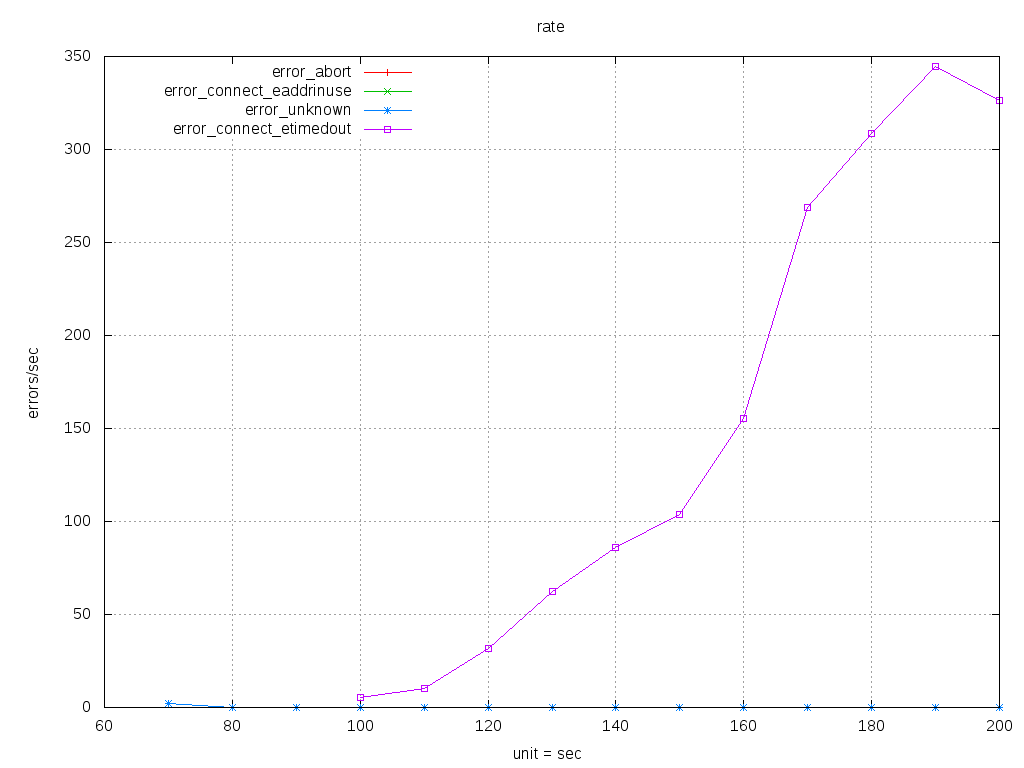 rate
350
300
250
200
150
100
50
0
errors/sec
error_abort
error_connect_eaddrinuse
error_unknown
error_connect_etimedout
60 80 100 120 140 160 180 200
unit = sec